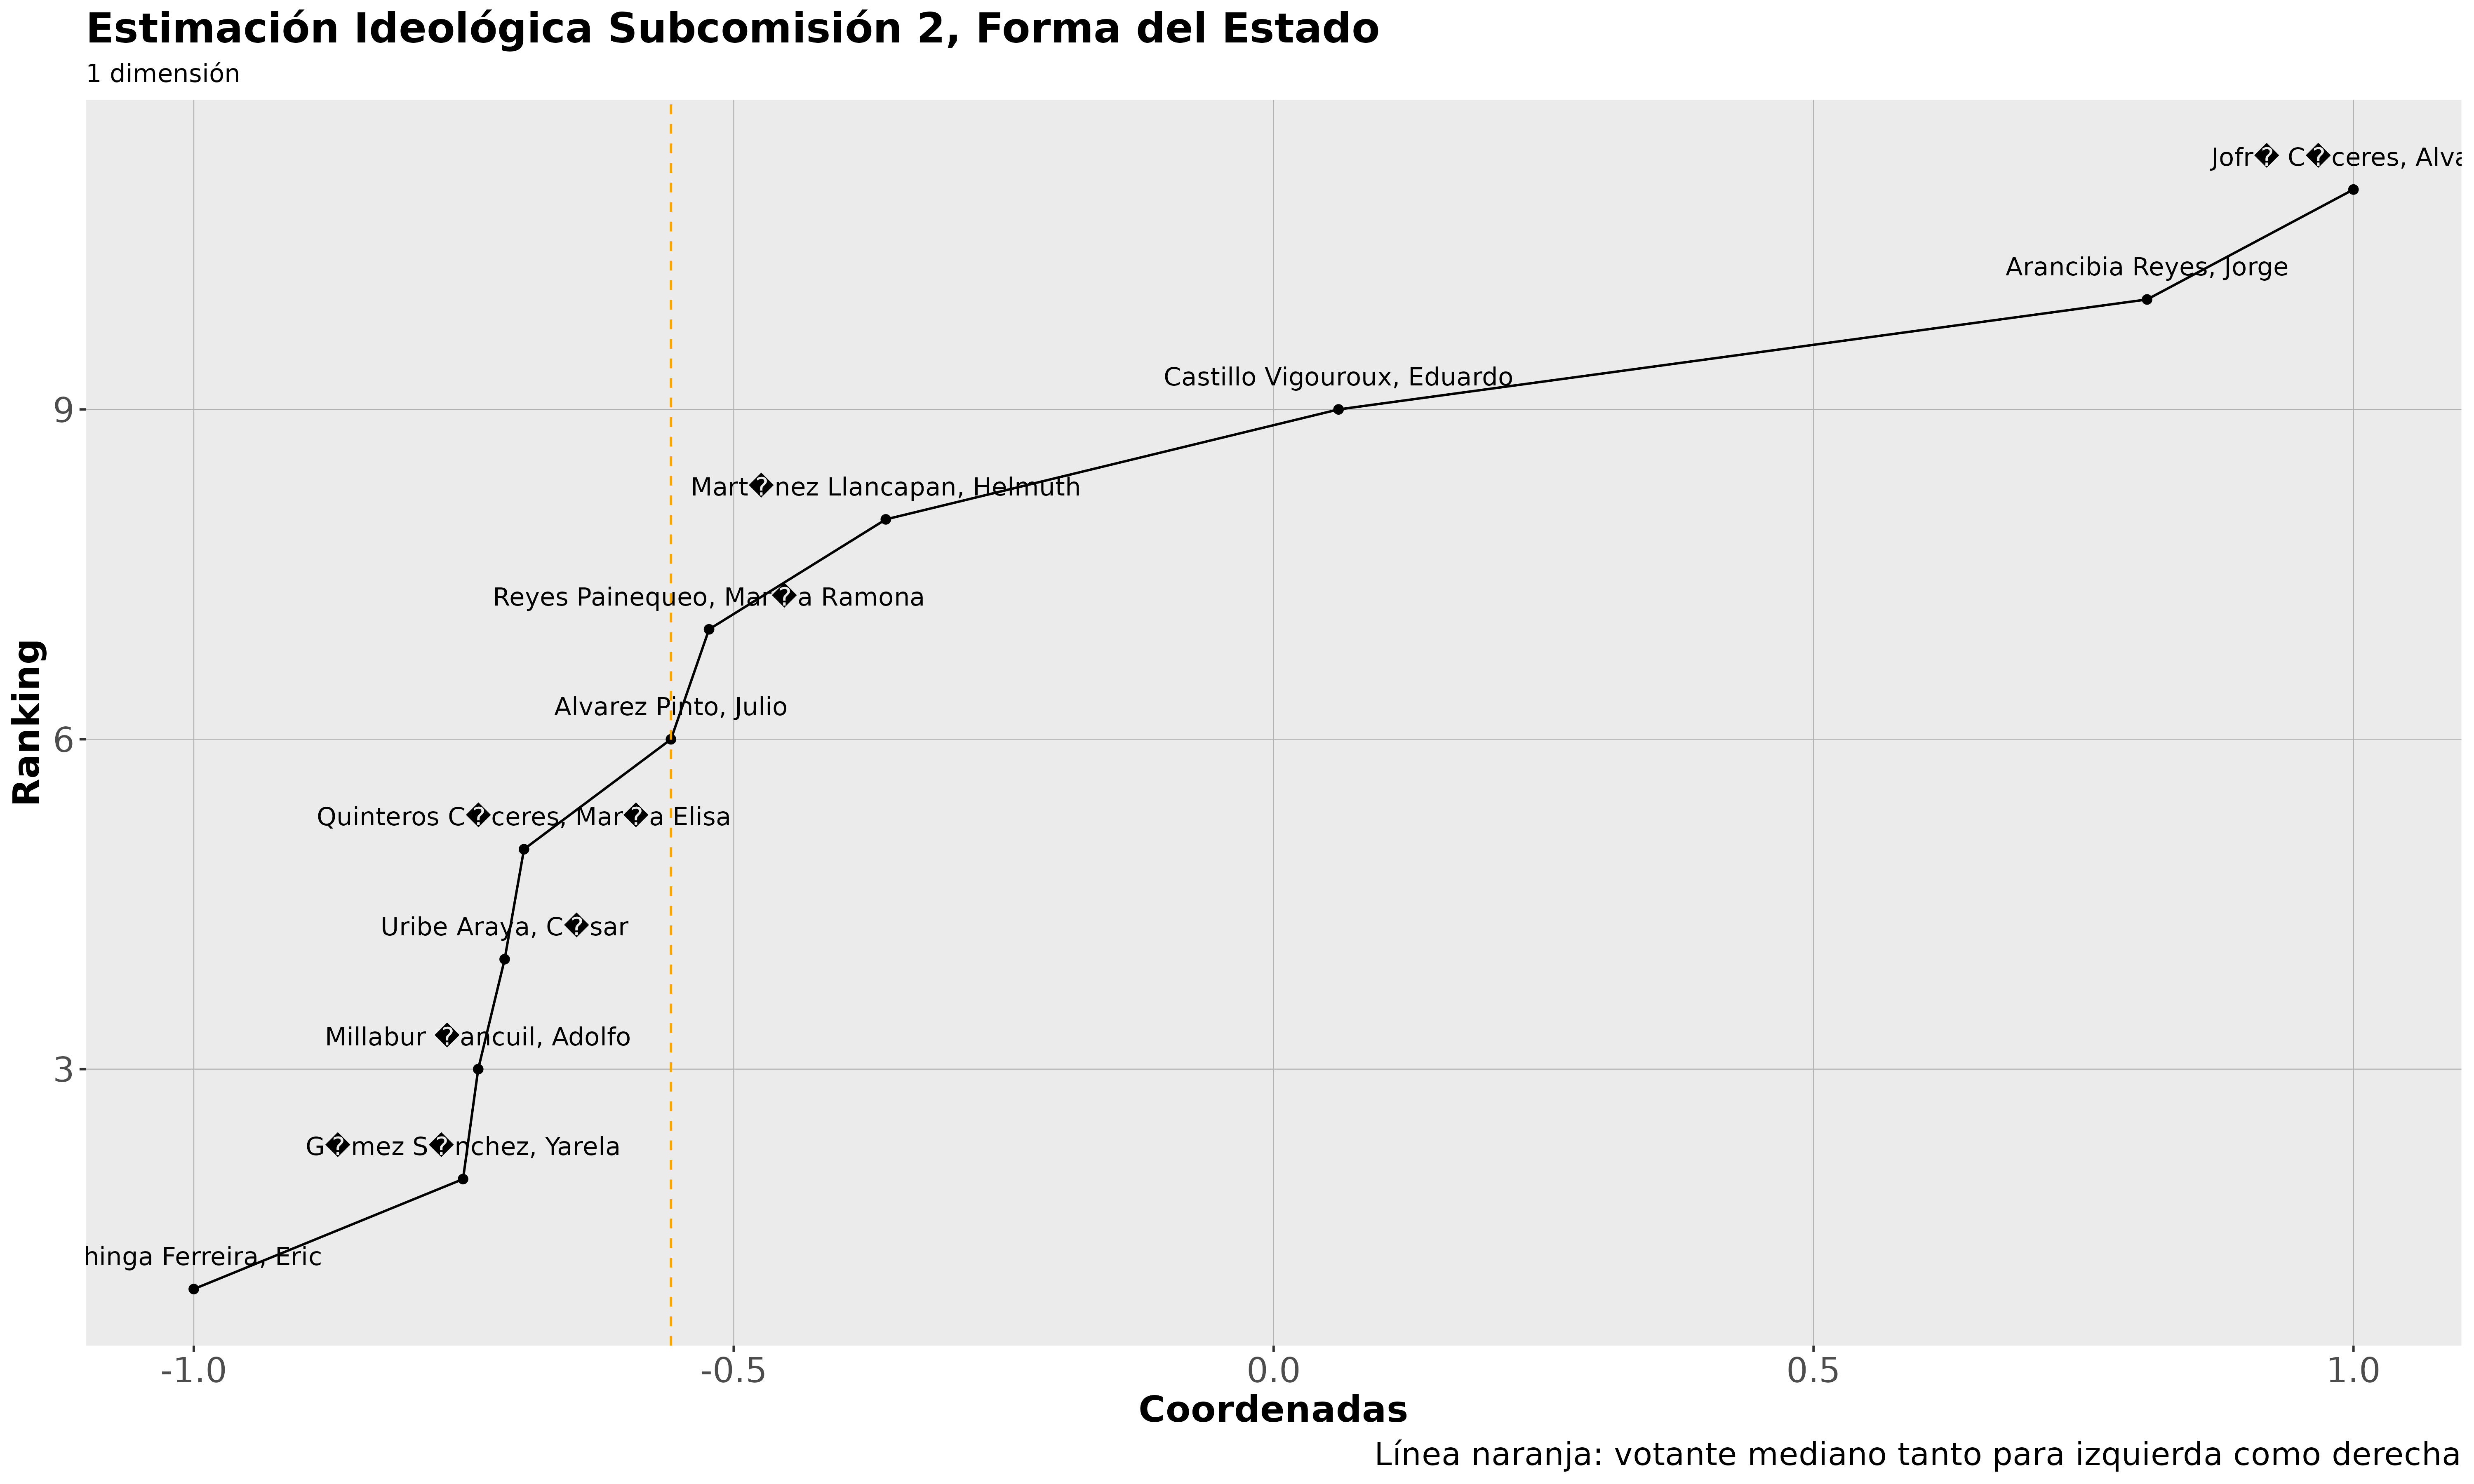 Estimación Ideológica Subcomisión 2, Forma del Estado
1 dimensión
Jofr� C�ceres, Alva
Arancibia Reyes, Jorge
Castillo Vigouroux, Eduardo
9
Mart�nez Llancapan, Helmuth
Reyes Painequeo, Mar�a Ramona
Ranking
Alvarez Pinto, Julio
6
Quinteros C�ceres, Mar�a Elisa
Uribe Araya, C�sar
Millabur �ancuil, Adolfo
3
G�mez S�nchez, Yarela
hinga Ferreira, Eric
-1.0 -0.5 0.0 0.5 1.0
Coordenadas
Línea naranja: votante mediano tanto para izquierda como derecha